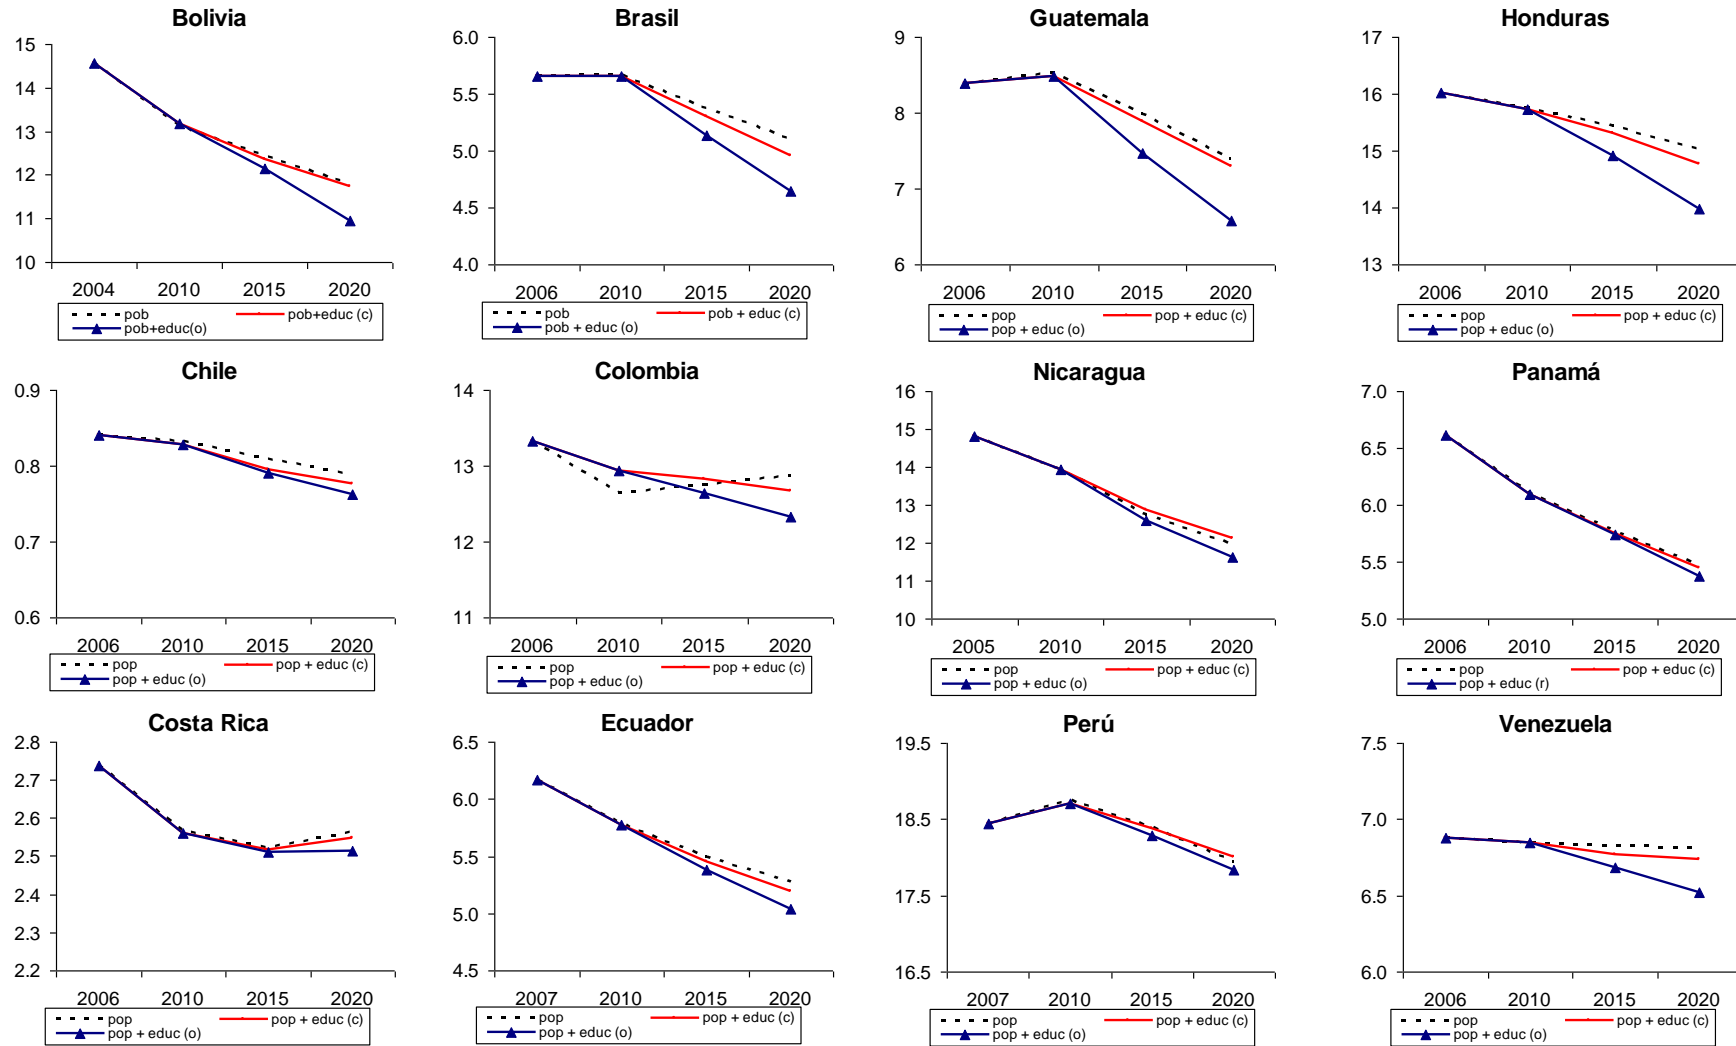 Bolivia
15
14
13
12
11
10
2004 2010 2015 2020
pob pob+educ (c)
pob+educ(o)
Brasil
6.0
5.5
5.0
4.5
4.0
2006 2010 2015 2020
pob pob + educ (c)
pob + educ (o)
Guatemala
9
8
7
6
2006 2010 2015 2020
pop pop + educ (c)
pop + educ (o)
Honduras
17
16
15
14
13
2006 2010 2015 2020
pop pop + educ (c)
pop + educ (o)
Chile
0.9
0.8
0.7
0.6
2006 2010 2015 2020
pop pop + educ (c)
pop + educ (o)
Colombia
14
13
12
11
2006 2010 2015 2020
pop pop + educ (c)
pop + educ (o)
Nicaragua
16
15
14
13
12
11
10
2005 2010 2015 2020
pop pop + educ (c)
pop + educ (o)
Panamá
7.0
6.5
6.0
5.5
5.0
2006 2010 2015 2020
pop pop + educ (c)
pop + educ (r)
Costa Rica
2.8
2.7
2.6
2.5
2.4
2.3
2.2
2006 2010 2015 2020
pop pop + educ (c)
pop + educ (o)
Ecuador
6.5
6.0
5.5
5.0
4.5
2007 2010 2015 2020
pop pop + educ (c)
pop + educ (o)
Perú
19.5
18.5
17.5
16.5
2007 2010 2015 2020
pop pop + educ (c)
pop + educ (o)
Venezuela
7.5
7.0
6.5
6.0
2006 2010 2015 2020
pop pop + educ (c)
pop + educ (o)